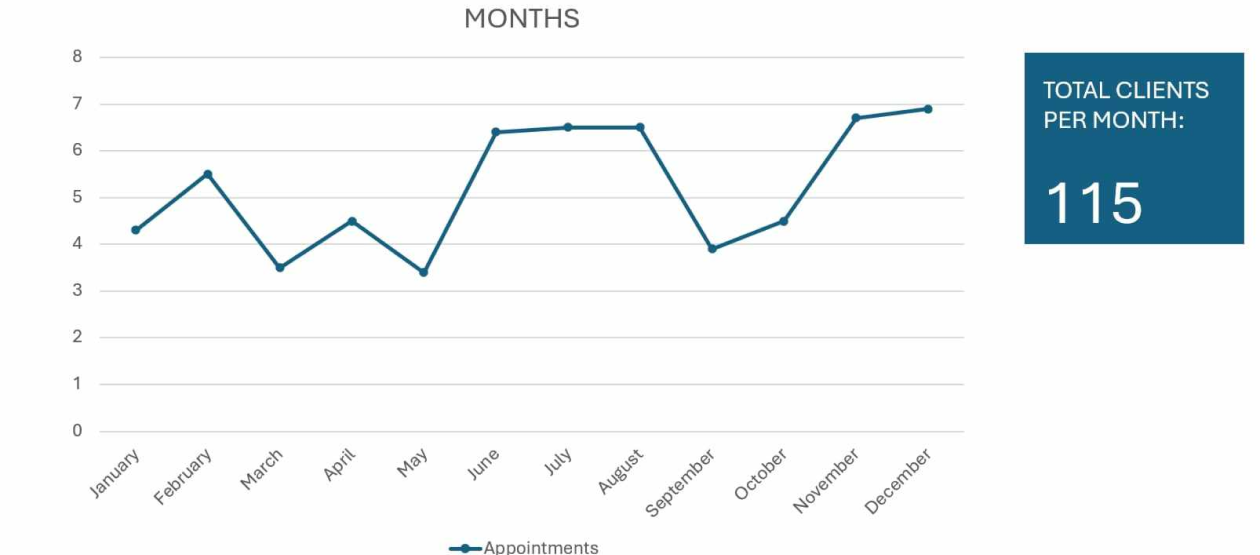 MONTHS
8
7
6
5
4
3
2
1
0
January
February
March
April
May
June
July
August
September
October
November
December
Appointments
TOTAL CLIENTS
PER MONTH:
115